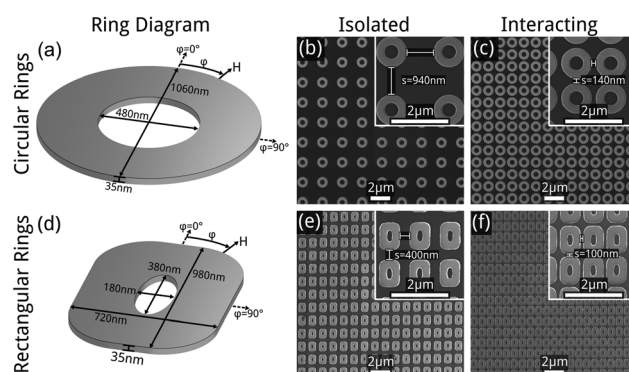 Ring Diagram Isolated Interacting
Circular Rings
(a)
φ=0°
φ
H
1060nm
480nm
φ=90°
35nm
(b)
s=940nm
2μm
2μm
(c)
H
s=140nm
2μm
2μm
Rectangular Rings
(d)
φ=0°
φ
H
380nm
980nm
180nm
φ=90°
720nm
35nm
(e)
s=400nm
2μm
2μm
(f)
s=100nm
2μm
2μm